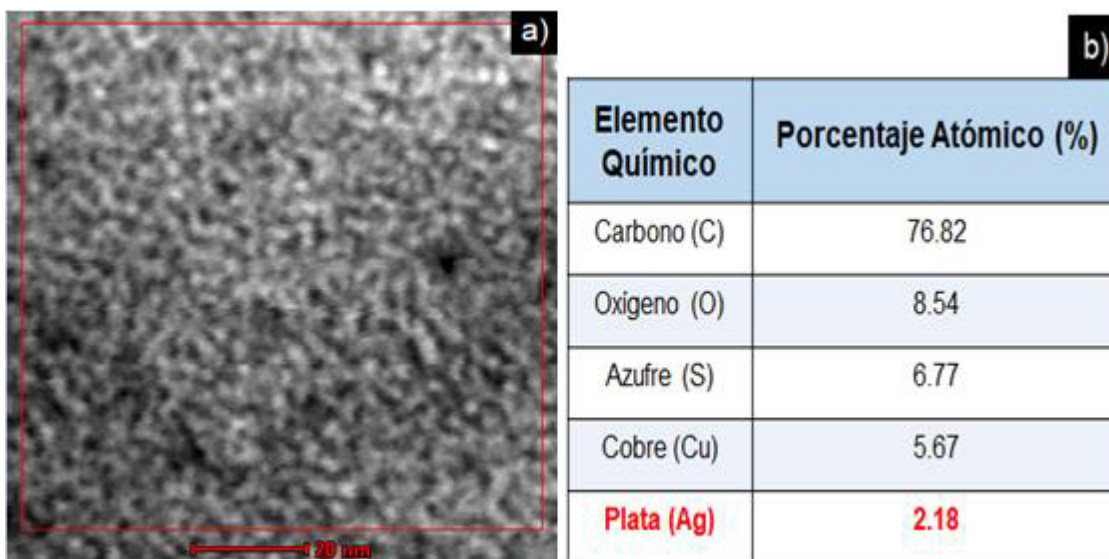 a)
20 nm
b)
Elemento
Químico
Porcentaje Atómico (%)
Carbono (C)
76.82
Oxigeno (O)
8.54
Azufre (S)
6.77
Cobre (Cu)
5.67
Plata (Ag)
2.18